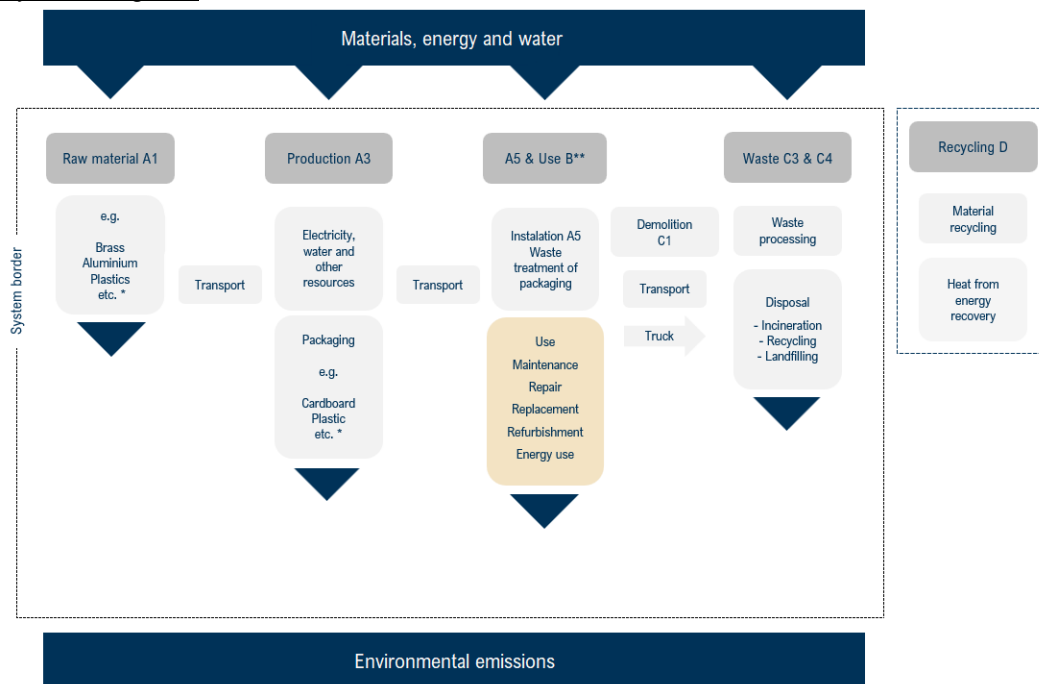 Materials, energy and water
System border
Raw material A1
e.g.
Brass
Aluminium
Plastics
etc. *
Transport
Production A3
Electricity,
water and
other
resources
Packaging
e.g.
Cardboard
Plastic
etc. *
Transport
A5 & Use B**
Instalation A5
Waste
treatment of
packaging
Use
Maintenance
Repair
Replacement
Refurbishment
Energy use
Demolition
C1
Transport
Truck
Waste C3 & C4
Waste
processing
Disposal
- Incineration
- Recycling
- Landfilling
Recycling D
Material
recycling
Heat from
energy
recovery
Environmental emissions